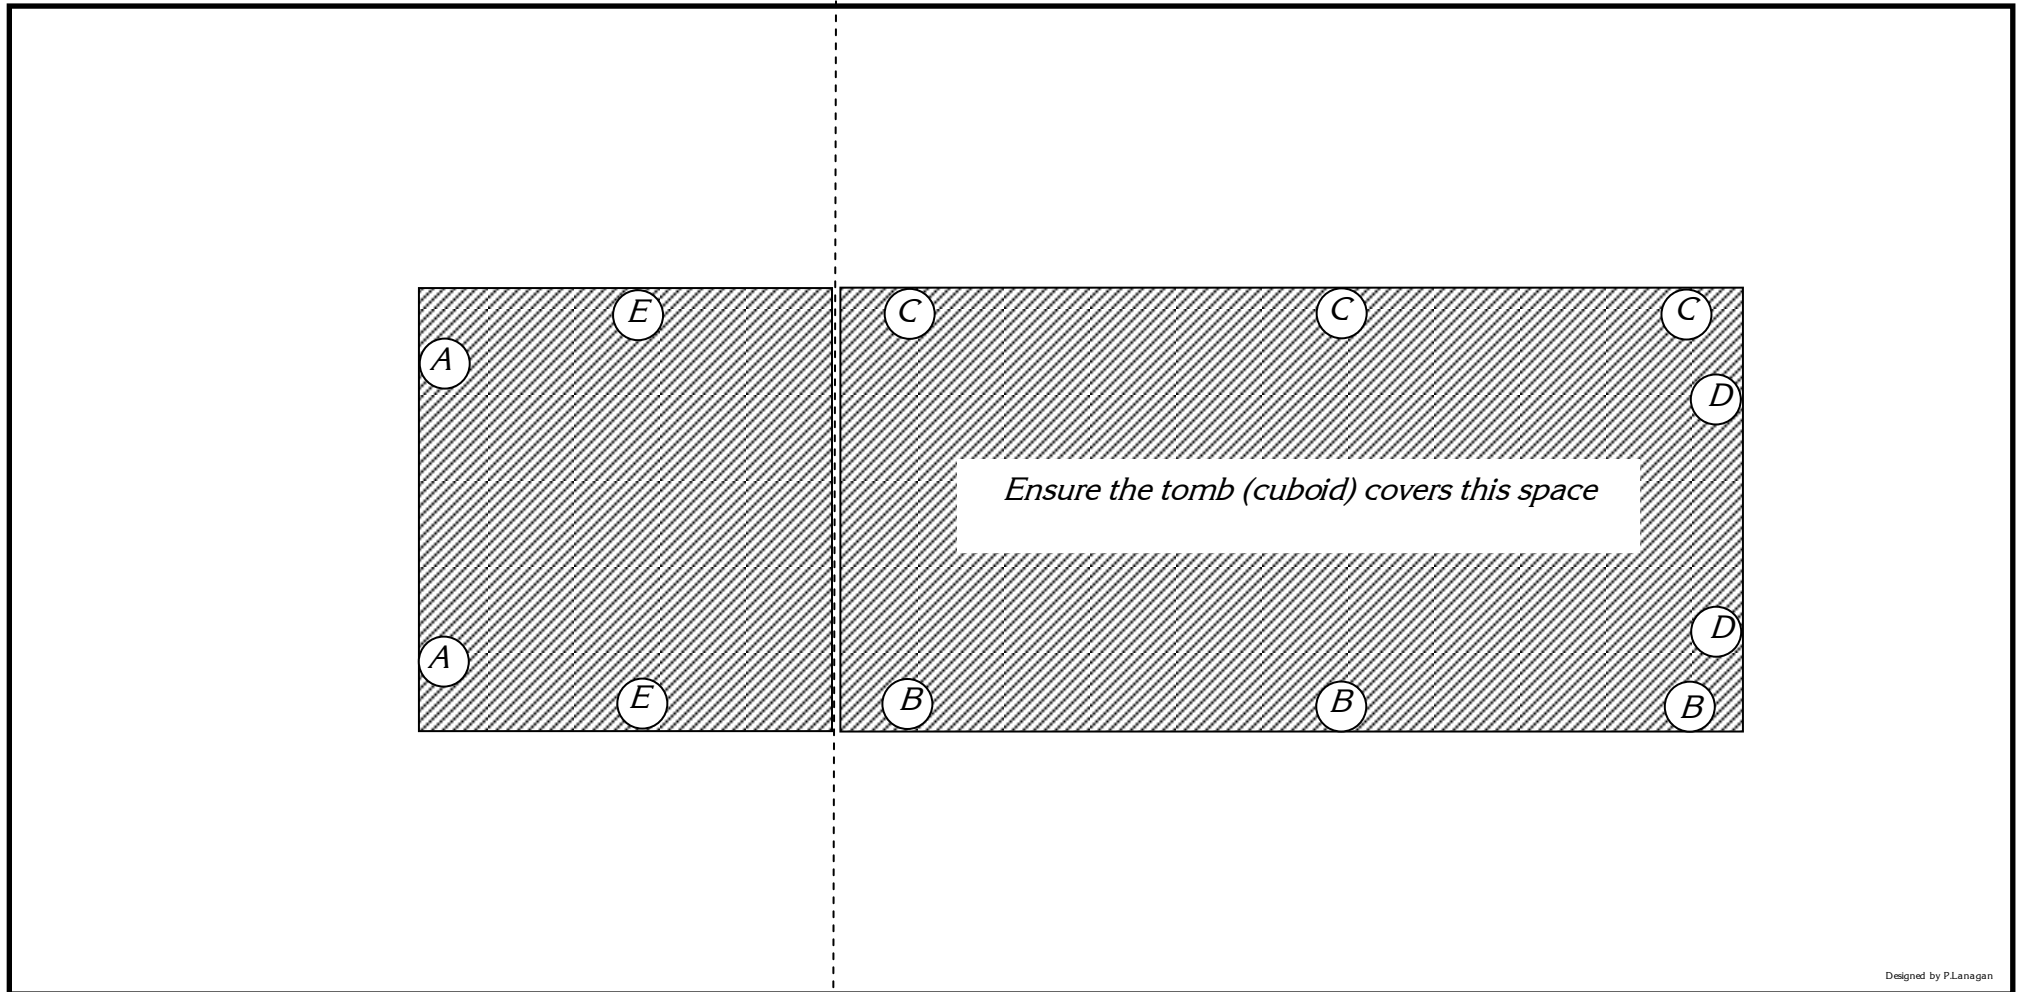 E
C
C
C
A
D
Ensure the tomb (cuboid) covers this space
D
A
E
B
B
B
Designed by P.Lanagan